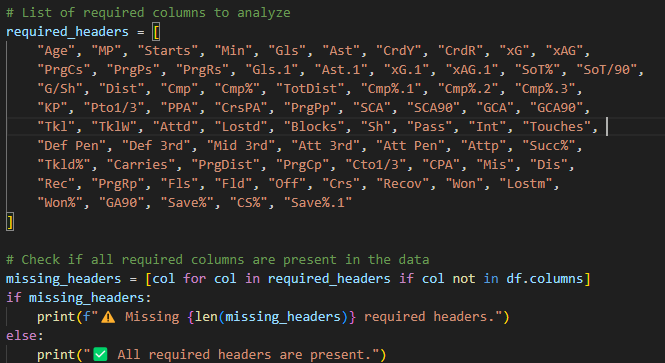 # List of required columns to analyze
required_headers = [
    "Age", "MP", "Starts", "Min", "Gls", "Ast", "CrdY", "CrdR", "xG", "xAG",
    "PrgCs", "PrgPs", "PrgRs", "Gls.1", "Ast.1", "xG.1", "xAG.1", "SoT%", "SoT/90",
    "G/Sh", "Dist", "Cmp", "Cmp%", "TotDist", "Cmp%.1", "Cmp%.2", "Cmp%.3",
    "KP", "Pto1/3", "PPA", "CrsPA", "PrgPp", "SCA", "SCA90", "GCA", "GCA90",
    "Tkl", "TklW", "Attd", "Lostd", "Blocks", "Sh", "Pass", "Int", "Touches",
    "Def Pen", "Def 3rd", "Mid 3rd", "Att 3rd", "Att Pen", "Attp", "Succ%",
    "Tkld%", "Carries", "PrgDist", "PrgCp", "Cto1/3", "CPA", "Mis", "Dis",
    "Rec", "PrgRp", "Fls", "Fld", "Off", "Crs", "Recov", "Won", "Lostm",
    "Won%", "GA90", "Save%", "CS%", "Save%.1"
]
# Check if all required columns are present in the data
missing_headers = [col for col in required_headers if col not in df.columns]
if missing_headers:
    print(f"⚠️ Missing {len(missing_headers)} required headers.")
else:
    print("✅ All required headers are present.")